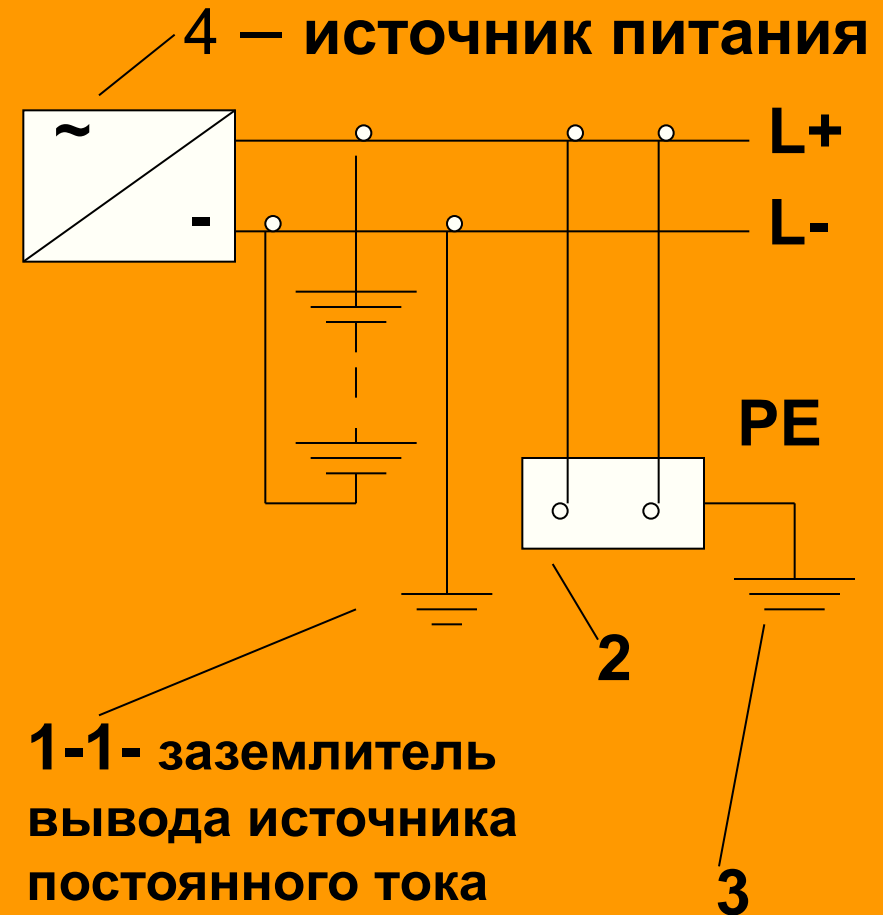 4 – источник питания
~
-
L+
L-
PE
2
1-1- заземлитель
вывода источника
постоянного тока
3